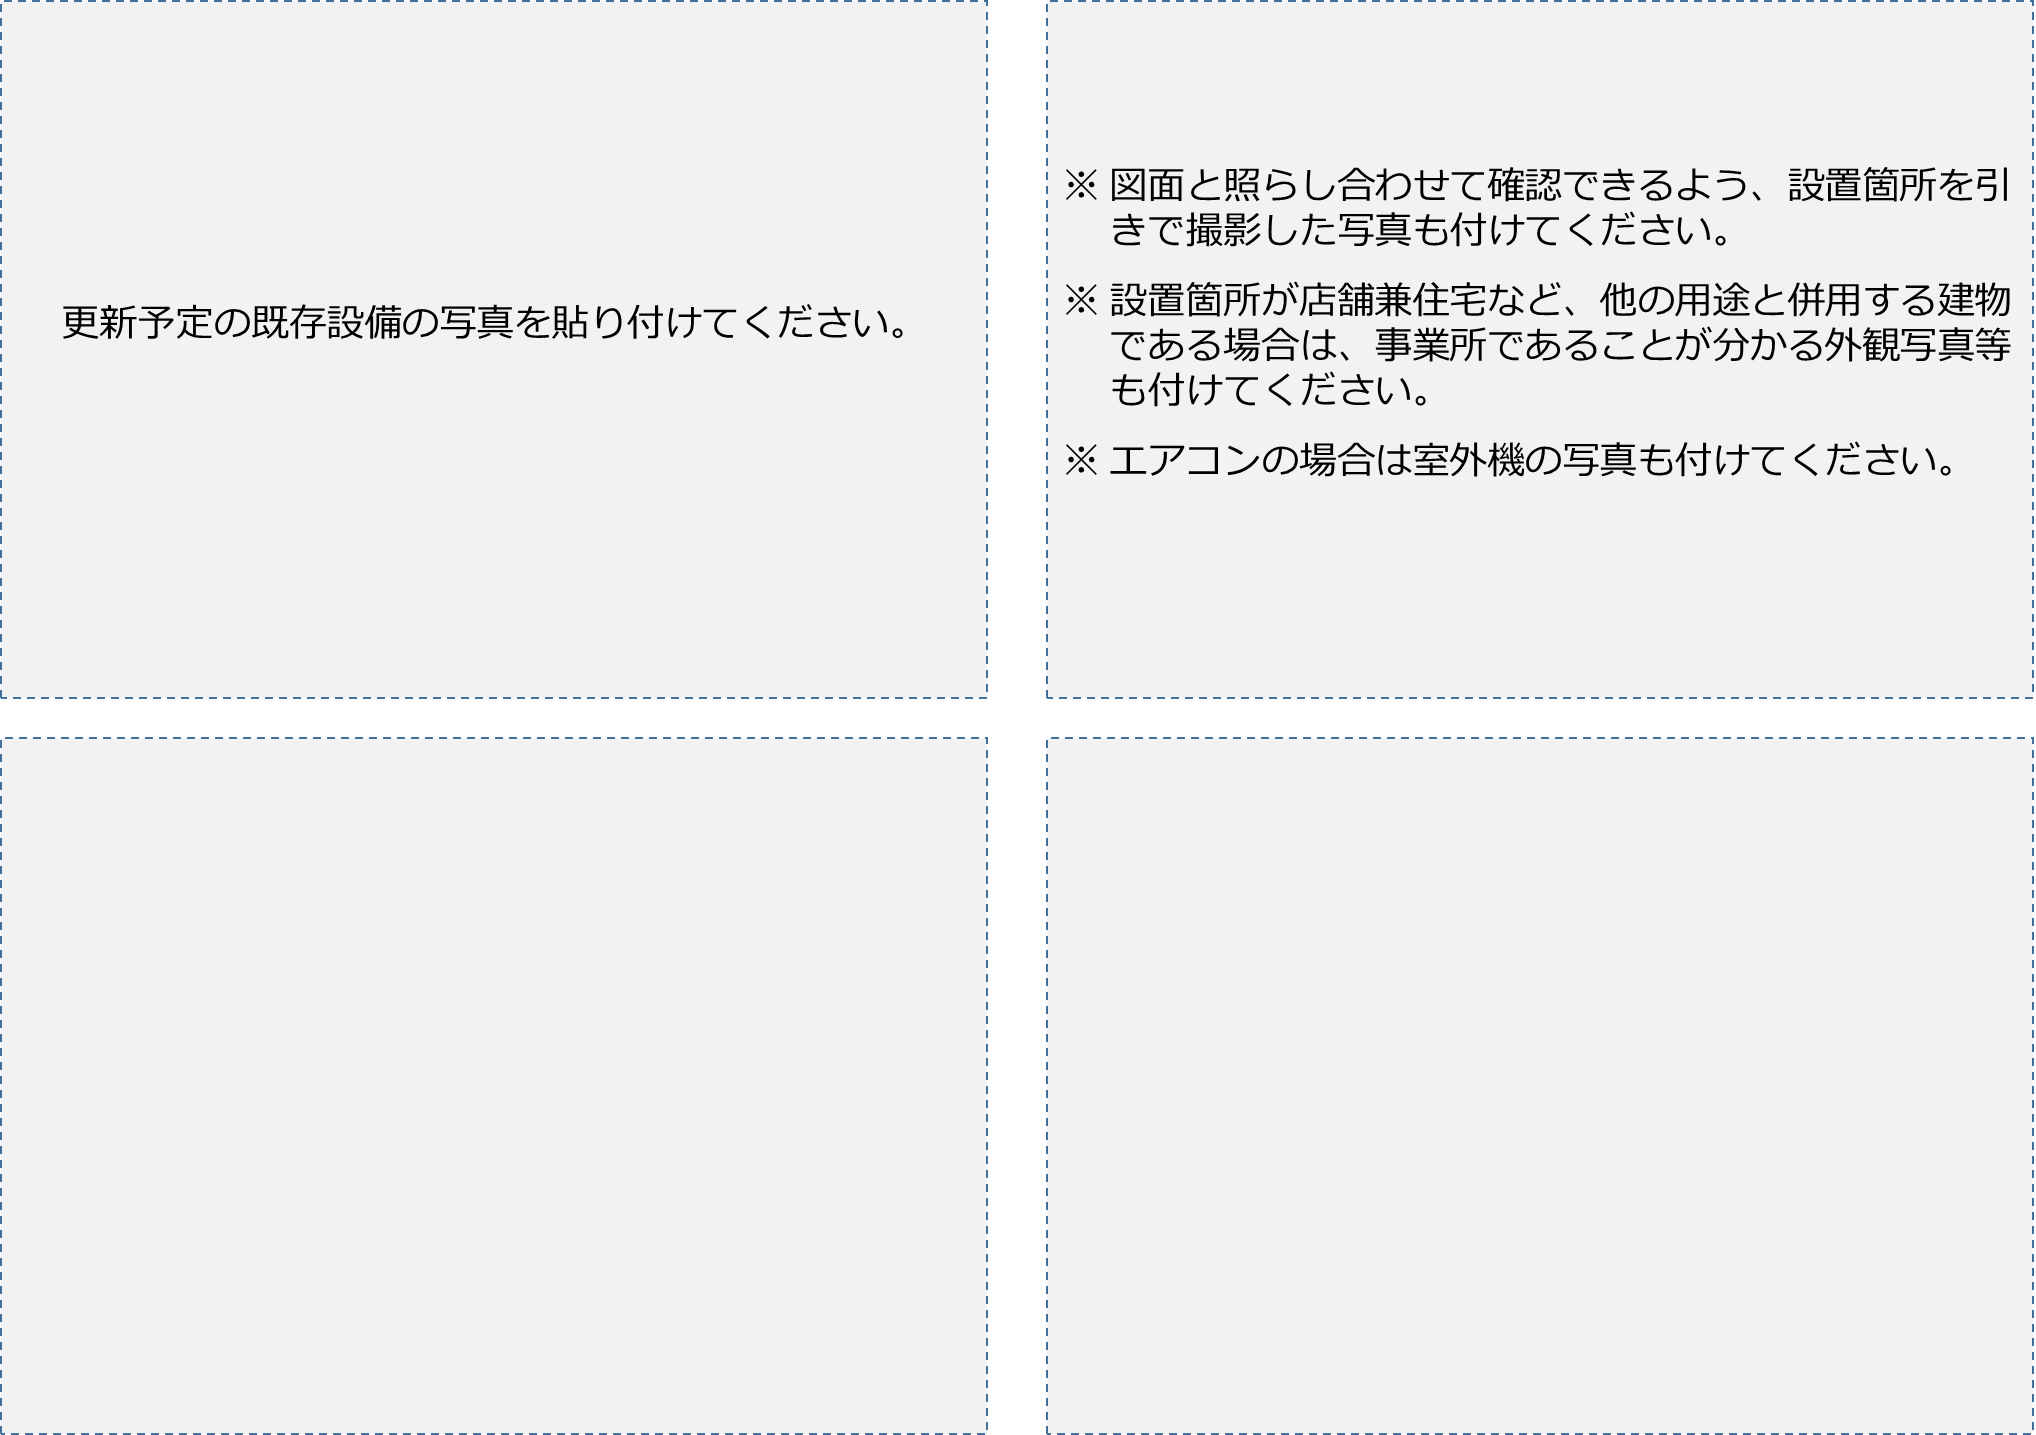 更新予定の既存設備の写真を貼り付けてください。
※ 図面と照らし合わせて確認できるよう、設置箇所を引
きで撮影した写真も付けてください。
※ 設置箇所が店舗兼住宅など、他の用途と併用する建物
である場合は、事業所であることが分かる外観写真等
も付けてください。
※ エアコンの場合は室外機の写真も付けてください。